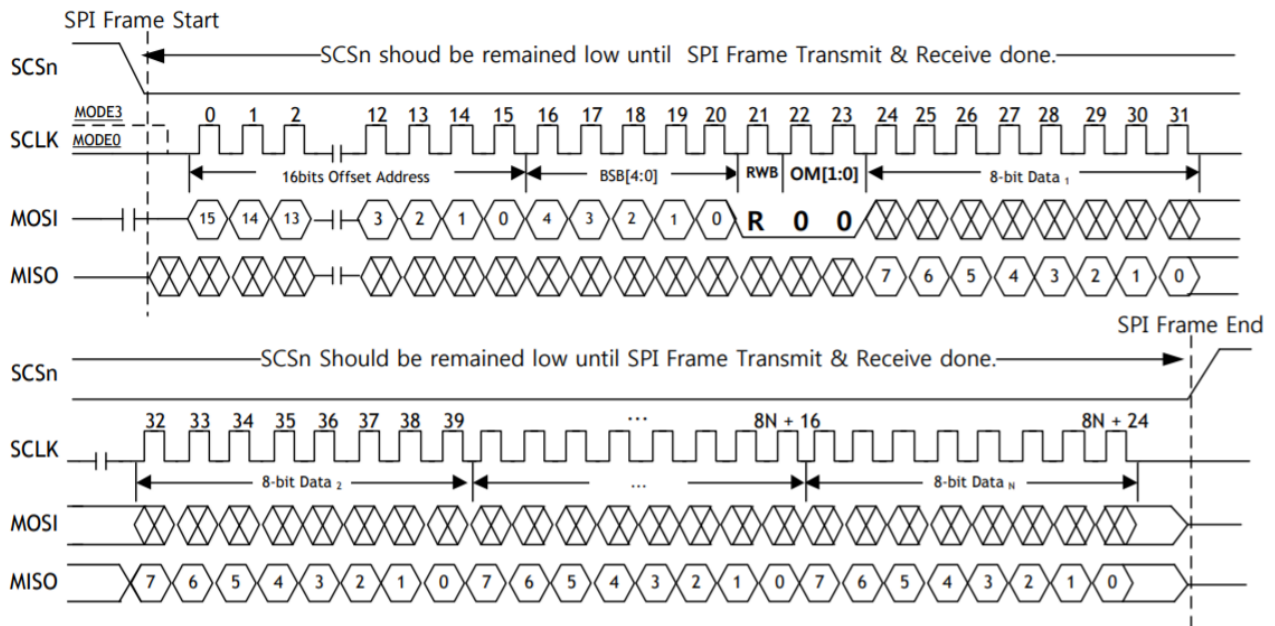 SPI Frame Start
SCSn SCSn shoud be remained low until SPI Frame Transmit & Receive done.
MODE3 0 1 2 12 13 14 15 16 17 18 19 20 21 22 23 24 25 26 27 28 29 30 31
SCLK MODE0
16bits Offset Address BSB[4:0] RWB OM[1:0] 8-bit Data 1
MOSI 15 14 13 3 2 1 0 4 3 2 1 0 R 0 0
MISO 7 6 5 4 3 2 1 0
SPI Frame End
SCSn SCSn Should be remained low until SPI Frame Transmit & Receive done.
32 33 34 35 36 37 38 39 ... 8N + 16 8N + 24
SCLK
8-bit Data 2 ... 8-bit Data N
MOSI
MISO 7 6 5 4 3 2 1 0 7 6 5 4 3 2 1 0 7 6 5 4 3 2 1 0